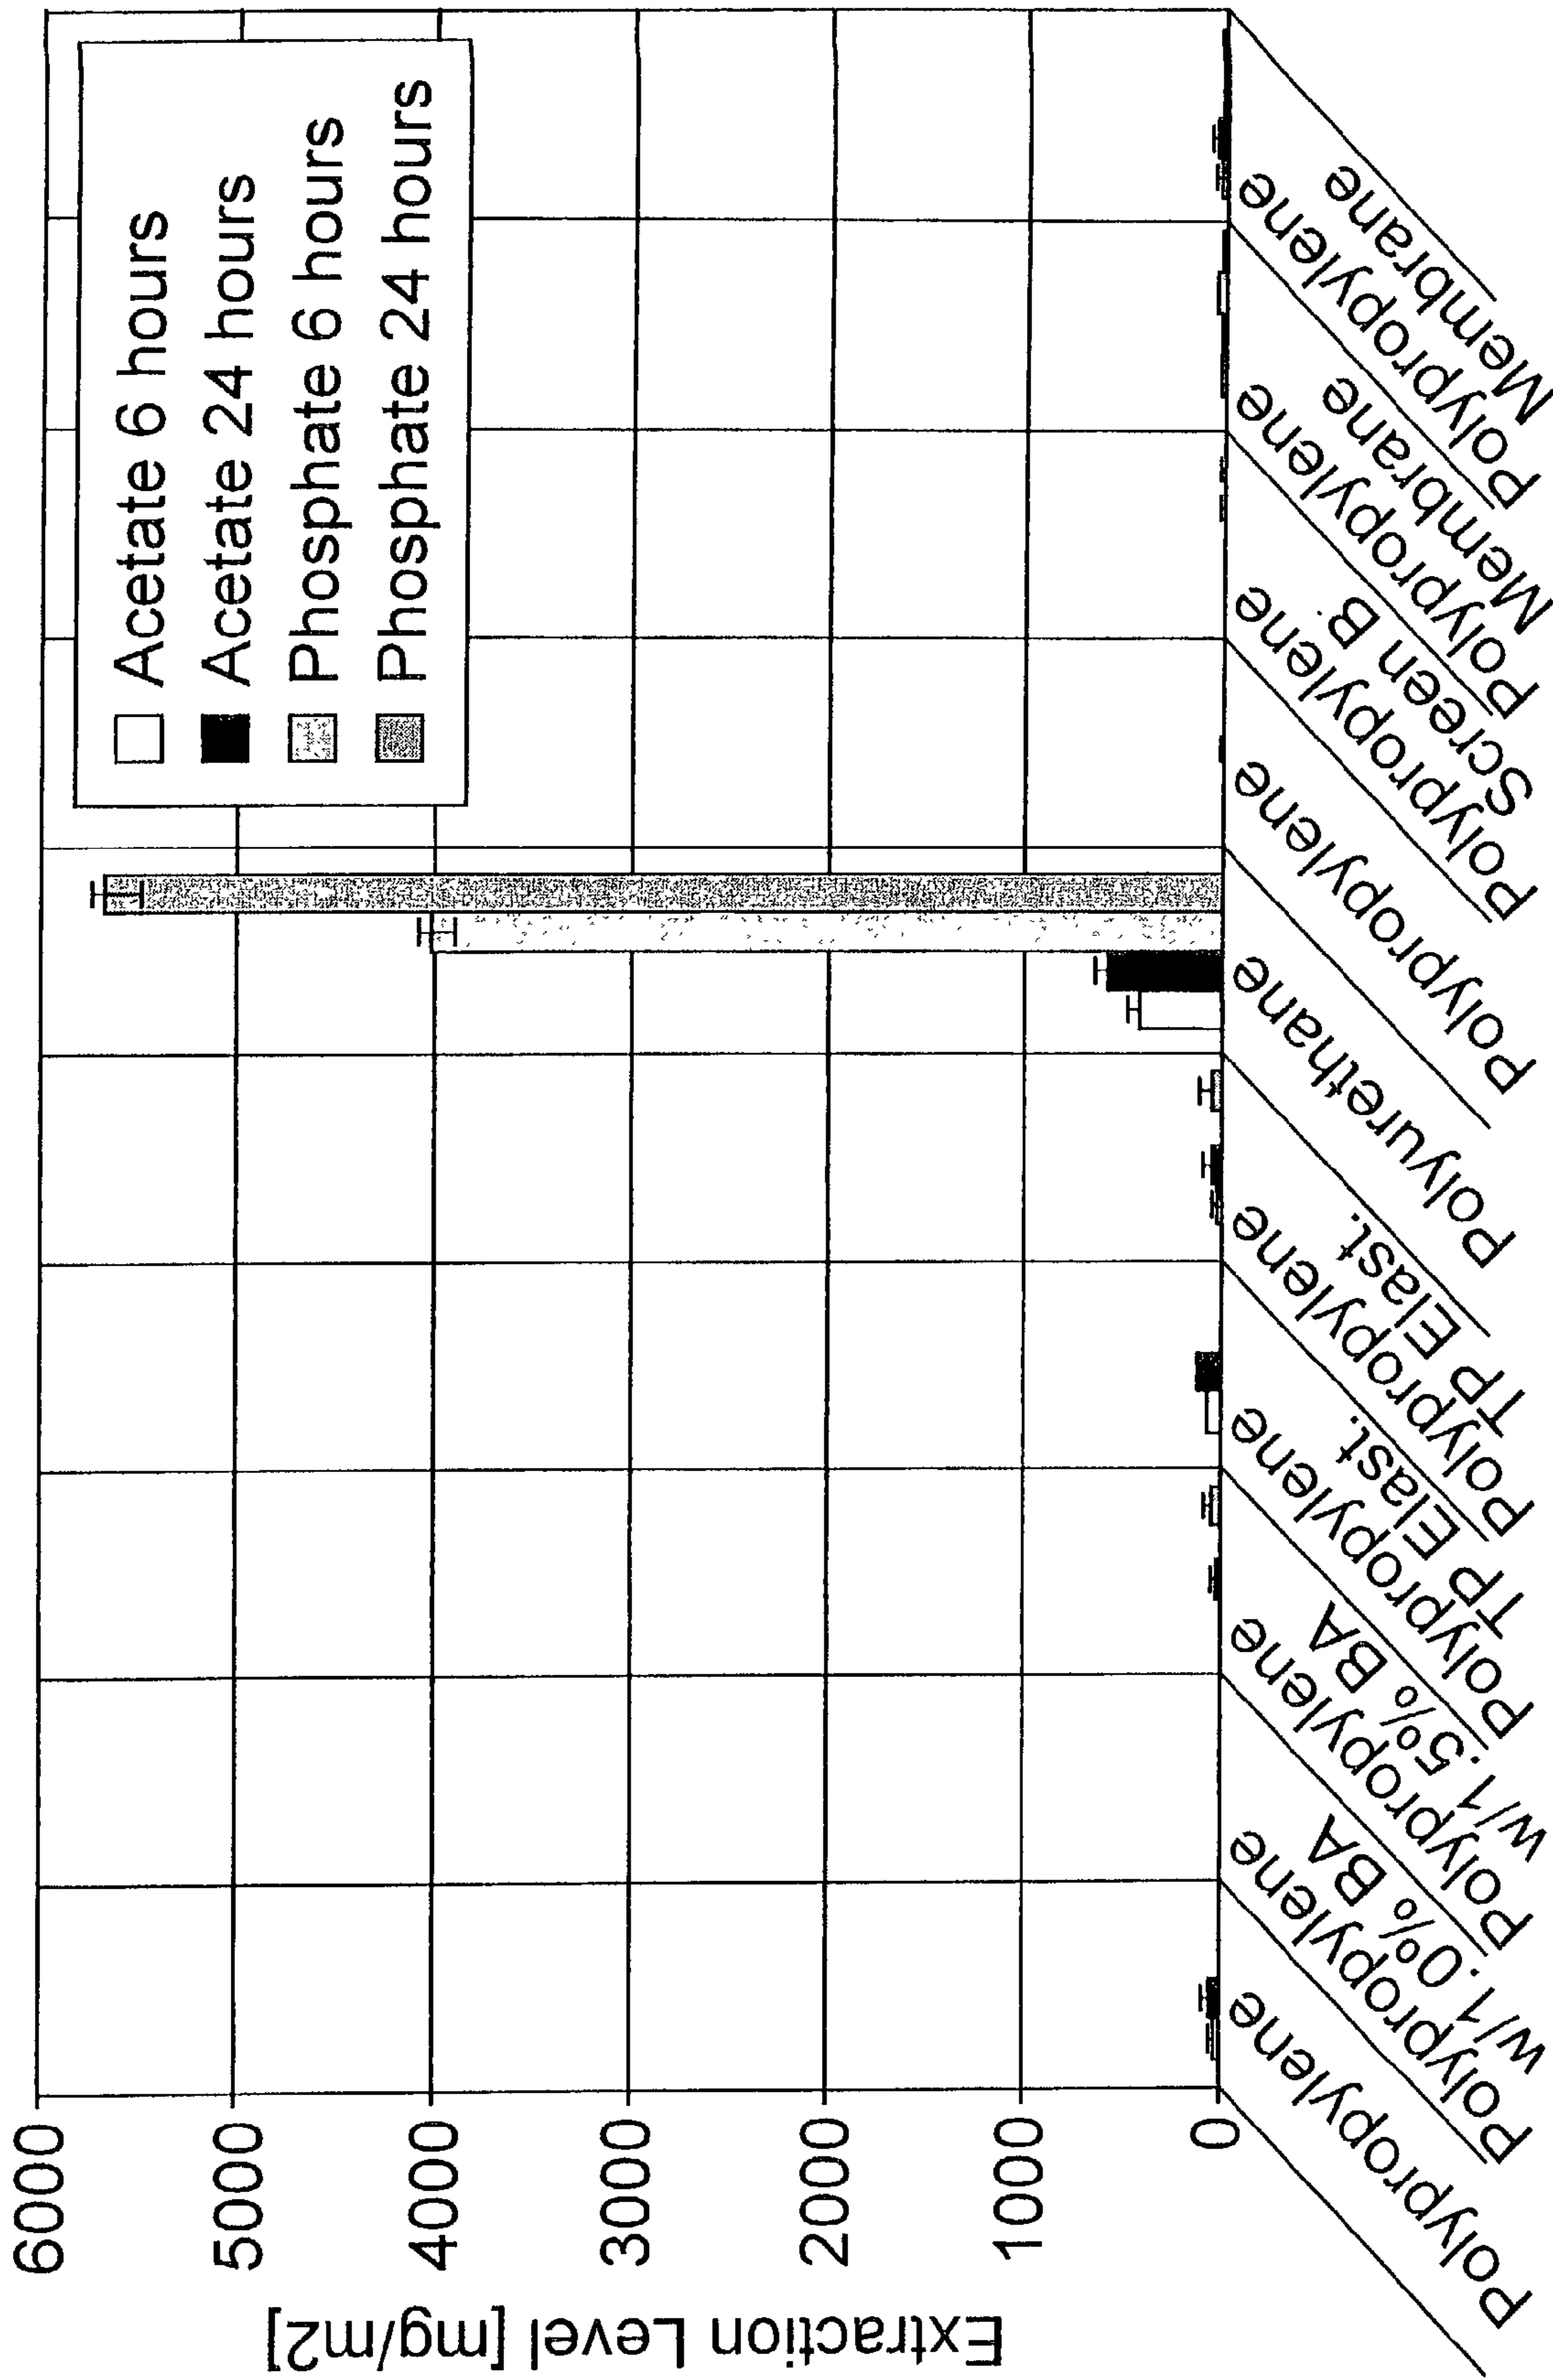 Extraction Level [mg/m2]
6000
5000
4000
3000
2000
1000
0
Acetate 6 hours
Acetate 24 hours
Phosphate 6 hours
Phosphate 24 hours
Polypropylene
Polypropylene
w/1.0% BA
Polypropylene
w/1.5% BA
Polypropylene
TP Elast.
Polypropylene
TP Elast.
Polyurethane
Polypropylene
Polypropylene
Screen B
Polypropylene
Membrane
Polypropylene
Membrane